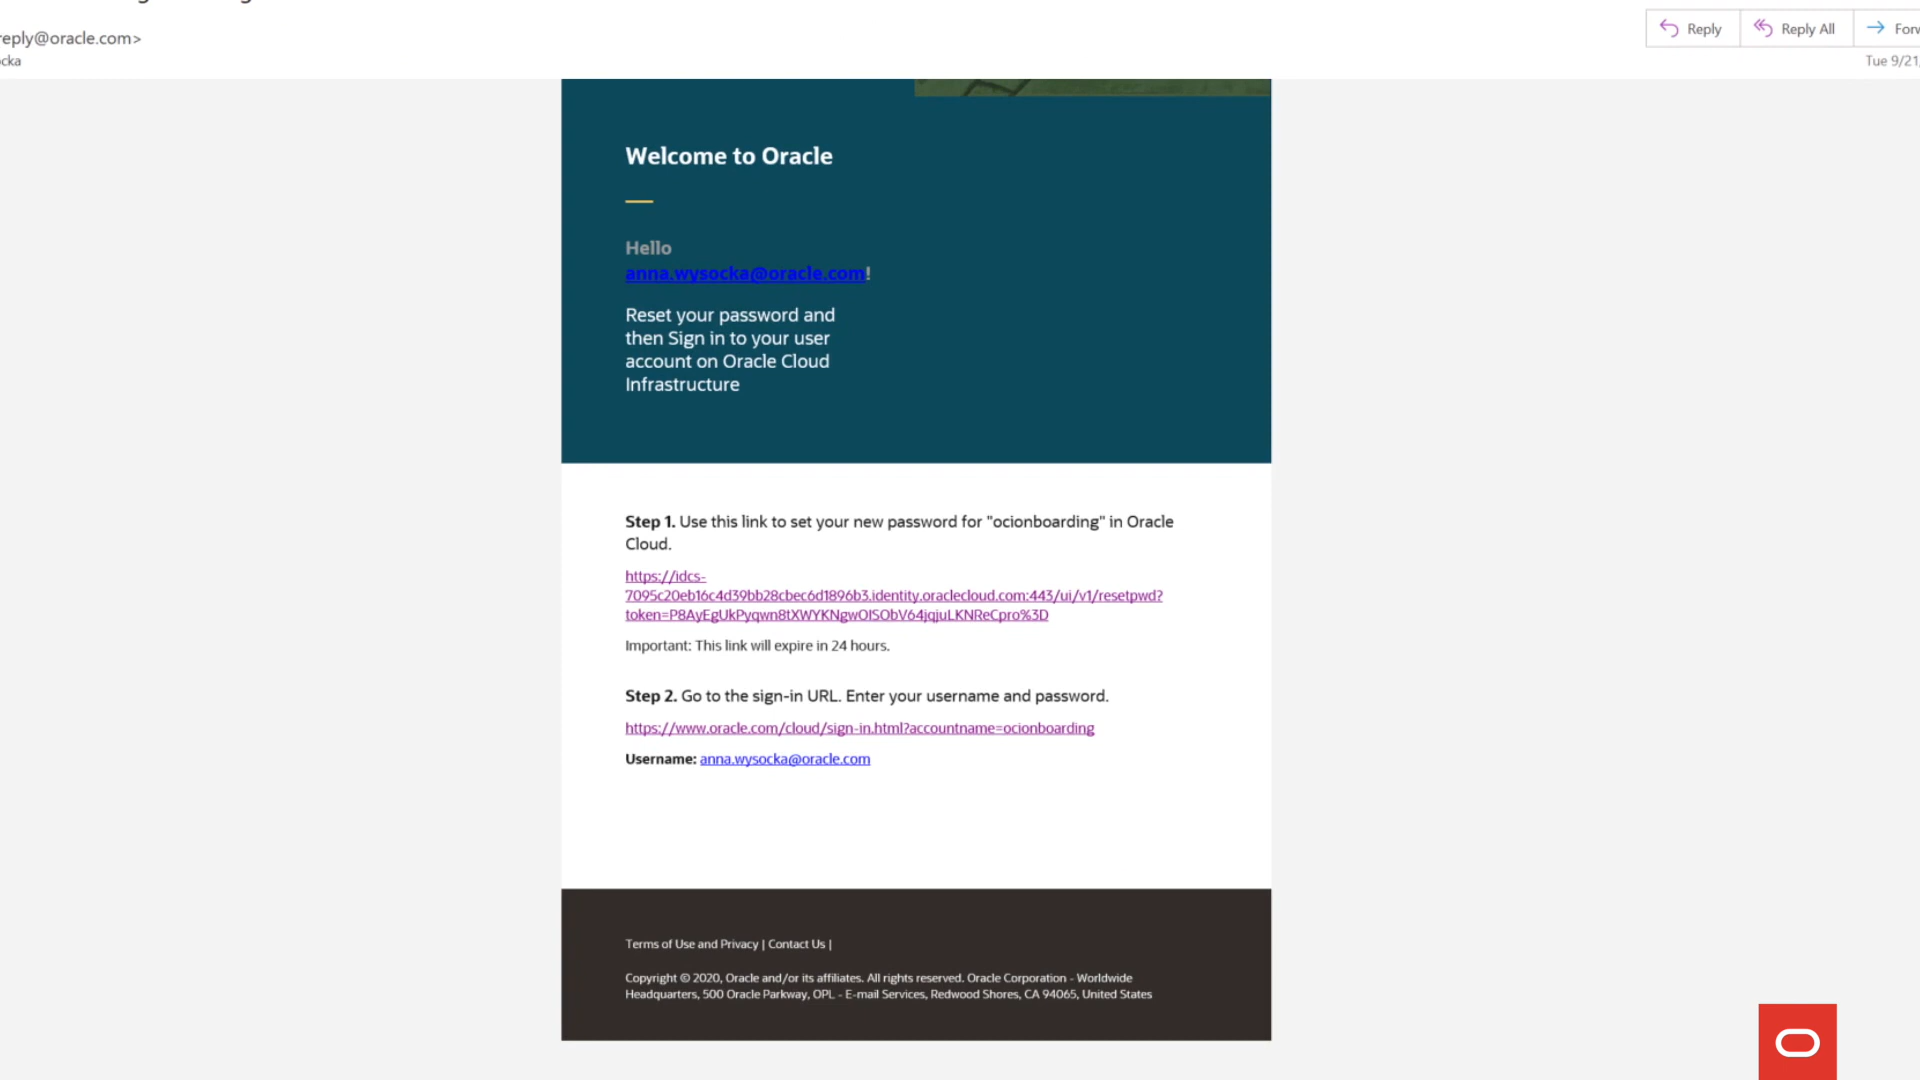 reply@oracle.com>
ocka
Reply
Reply All
Tue 9/21
Welcome to Oracle
Hello
anna.wysocka@oracle.com!
Reset your password and
then Sign in to your user
account on Oracle Cloud
Infrastructure
Step 1. Use this link to set your new password for "ocionboarding" in Oracle
Cloud.
https://idcs-
7095c20eb16c4d39bb28cbec6d1896b3.identity.oraclecloud.com:443/ui/v1/resetpwd?
token=P8AyEgUkPyqwn8tXWYKNgwOISObV64jqjuLKNReCpro%3D
Important: This link will expire in 24 hours.
Step 2. Go to the sign-in URL. Enter your username and password.
https://www.oracle.com/cloud/sign-in.html?accountname=ocionboarding
Username: anna.wysocka@oracle.com
Terms of Use and Privacy | Contact Us |
Copyright © 2020, Oracle and/or its affiliates. All rights reserved. Oracle Corporation - Worldwide
Headquarters, 500 Oracle Parkway, OPL - E-mail Services, Redwood Shores, CA 94065, United States